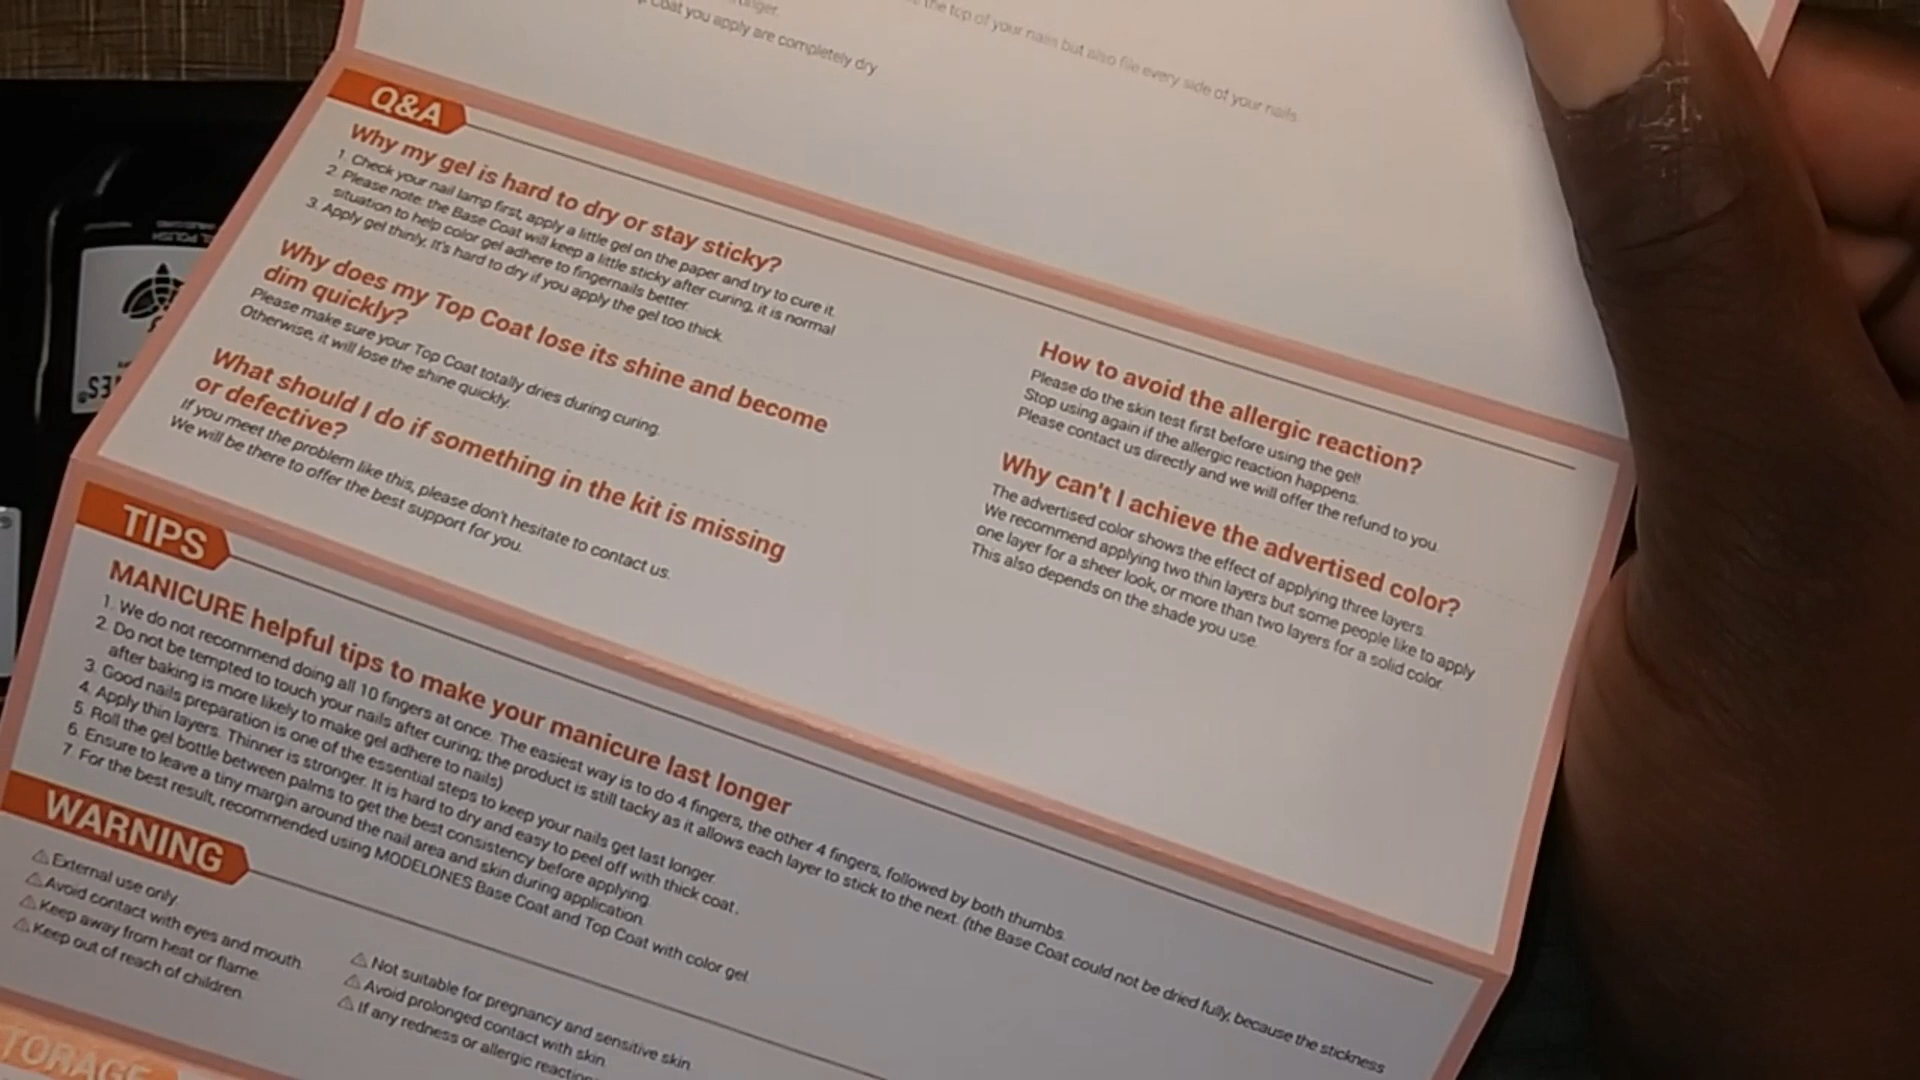 the top of your nails but also file every side of your nails.
Coat you apply are completely dry
Q&A
Why my gel is hard to dry or stay sticky?
1. Check your nail lamp first, apply a little gel on the paper and try to cure it.
2. Please note: the Base Coat will keep a little sticky after curing, it is normal
situation to help color gel adhere to fingernails better.
3. Apply gel thinly, It's hard to dry if you apply the gel too thick.
Why does my Top Coat lose its shine and become
dim quickly?
Please make sure your Top Coat totally dries during curing.
Otherwise, it will lose the shine quickly.
What should I do if something in the kit is missing
or defective?
If you meet the problem like this, please don't hesitate to contact us.
We will be there to offer the best support for you.
How to avoid the allergic reaction?
Please do the skin test first before using the gel!
Stop using again if the allergic reaction happens.
Please contact us directly and we will offer the refund to you.
Why can't I achieve the advertised color?
The advertised color shows the effect of applying three layers.
We recommend applying two thin layers but some people like to apply
one layer for a sheer look, or more than two layers for a solid color.
This also depends on the shade you use.
TIPS
MANICURE helpful tips to make your manicure last longer
1. We do not recommend doing all 10 fingers at once. The easiest way is to do 4 fingers, the other 4 fingers, followed by both thumbs.
2. Do not be tempted to touch your nails after curing; the product is still tacky as it allows each layer to stick to the next. (the Base Coat could not be dried fully, because the stickness
after baking is more likely to make gel adhere to nails)
3. Good nails preparation is one of the essential steps to keep your nails get last longer.
4. Apply thin layers. Thinner is stronger. It is hard to dry and easy to peel off with thick coat.
5. Roll the gel bottle between palms to get the best consistency before applying.
6. Ensure to leave a tiny margin around the nail area and skin during application.
7. For the best result, recommended using MODELONES Base Coat and Top Coat with color gel.
WARNING
⚠External use only.
⚠Avoid contact with eyes and mouth.
⚠Keep away from heat or flame.
⚠Keep out of reach of children.
⚠Not suitable for pregnancy and sensitive skin
⚠Avoid prolonged contact with skin.
⚠If any redness or allergic reaction
TORAGE